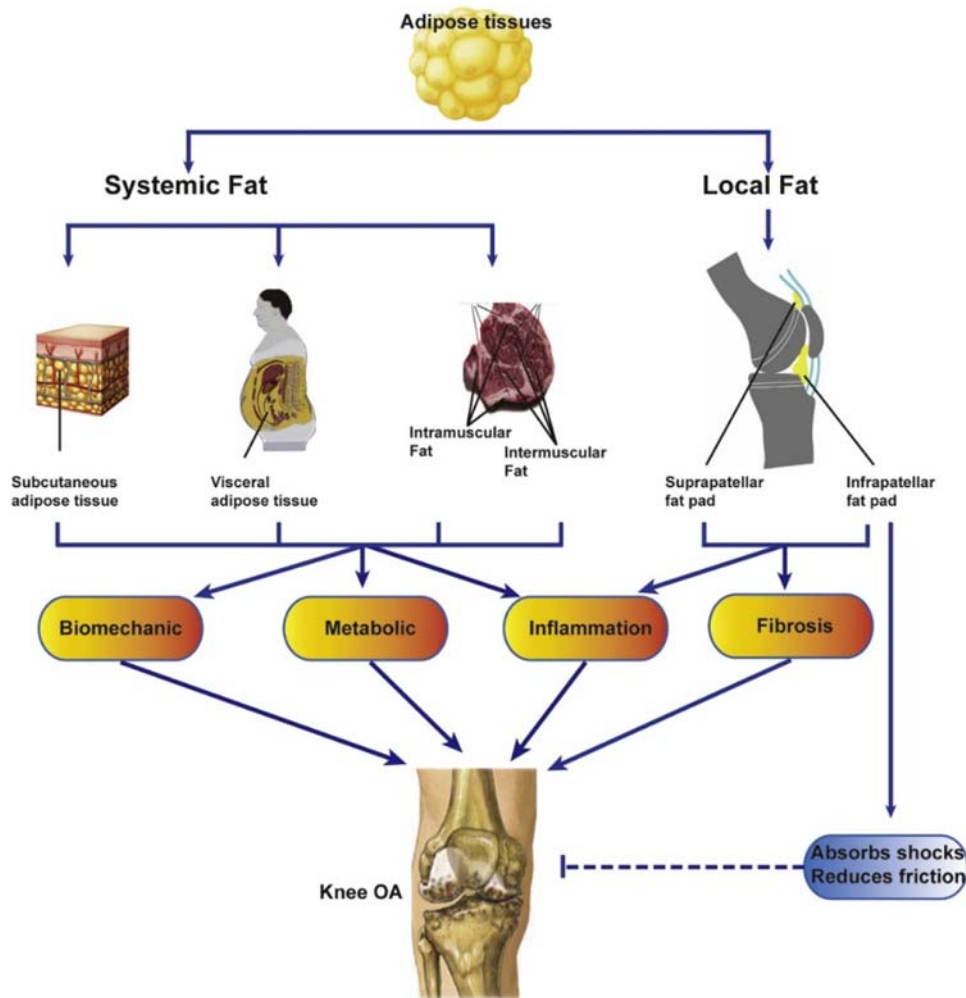 Adipose tissues
Systemic Fat
Local Fat
Intramuscular
Fat
Intermuscular
Fat
Subcutaneous
adipose tissue
Visceral
adipose tissue
Suprapatellar
fat pad
Infrapatellar
fat pad
Biomechanic
Metabolic
Inflammation
Fibrosis
Absorbs shocks
Reduces friction
Knee OA